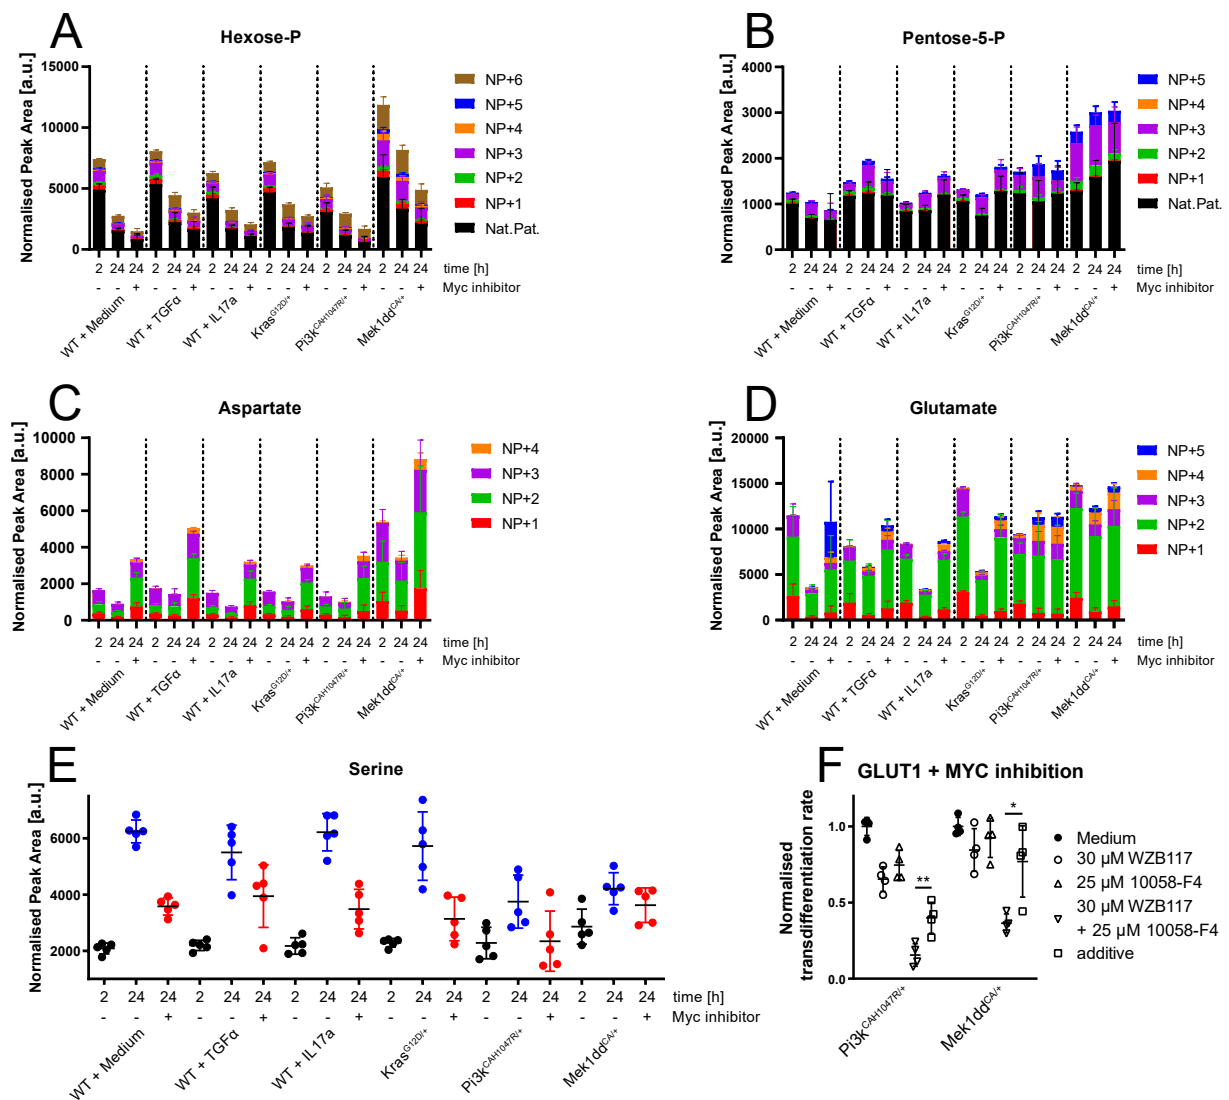 A
Hexose-P
Normalised Peak Area [a.u.]
15000
10000
5000
0
NP+6
NP+5
NP+4
NP+3
NP+2
NP+1
Nat.Pat.
2 24 24 2 24 24 2 24 24 2 24 24 2 24 24 2 24 24 time [h]
- - + - - + - - + - - + - - + - - + Myc inhibitor
WT + Medium
WT + TGFα
WT + IL17a
Kras^G12D/+
Pi3k^CAH1047R/+
Mek1dd^CA/+
B
Pentose-5-P
Normalised Peak Area [a.u.]
4000
3000
2000
1000
0
NP+5
NP+4
NP+3
NP+2
NP+1
Nat.Pat.
2 24 24 2 24 24 2 24 24 2 24 24 2 24 24 2 24 24 time [h]
- - + - - + - - + - - + - - + - - + Myc inhibitor
WT + Medium
WT + TGFα
WT + IL17a
Kras^G12D/+
Pi3k^CAH1047R/+
Mek1dd^CA/+
C
Aspartate
Normalised Peak Area [a.u.]
10000
8000
6000
4000
2000
0
NP+4
NP+3
NP+2
NP+1
2 24 24 2 24 24 2 24 24 2 24 24 2 24 24 2 24 24 time [h]
- - + - - + - - + - - + - - + - - + Myc inhibitor
WT + Medium
WT + TGFα
WT + IL17a
Kras^G12D/+
Pi3k^CAH1047R/+
Mek1dd^CA/+
D
Glutamate
Normalised Peak Area [a.u.]
20000
15000
10000
5000
0
NP+5
NP+4
NP+3
NP+2
NP+1
2 24 24 2 24 24 2 24 24 2 24 24 2 24 24 2 24 24 time [h]
- - + - - + - - + - - + - - + - - + Myc inhibitor
WT + Medium
WT + TGFα
WT + IL17a
Kras^G12D/+
Pi3k^CAH1047R/+
Mek1dd^CA/+
E
Serine
Normalised Peak Area [a.u.]
6000
4000
2000
2 24 24 2 24 24 2 24 24 2 24 24 2 24 24 2 24 24 time [h]
- - + - - + - - + - - + - - + - - + Myc inhibitor
WT + Medium
WT + TGFα
WT + IL17a
Kras^G12D/+
Pi3k^CAH1047R/+
Mek1dd^CA/+
F
GLUT1 + MYC inhibition
Normalised
transdifferentiation rate
1.0
0.5
0.0
**
*
Medium
30 µM WZB117
25 µM 10058-F4
30 µM WZB117
+ 25 µM 10058-F4
additive
Pi3k^CAH1047R/+
Mek1dd^CA/+